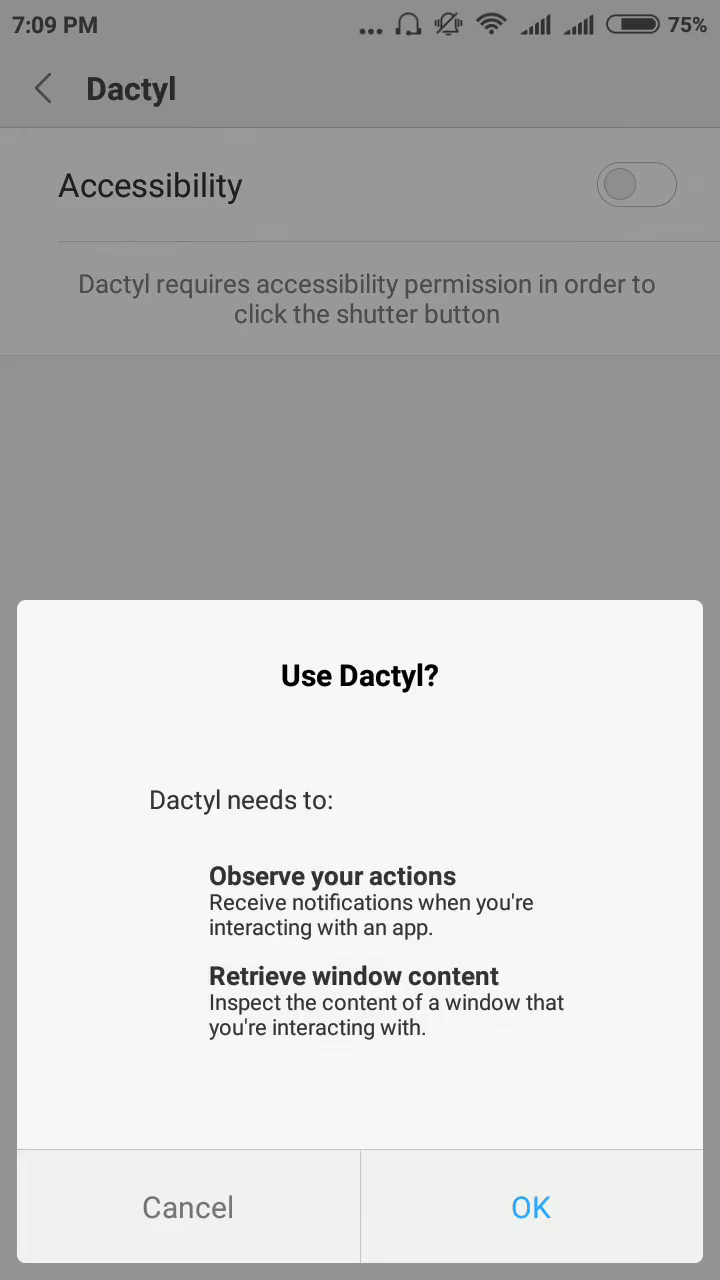 7:09 PM
... 75%
Dactyl
Accessibility
Dactyl requires accessibility permission in order to
click the shutter button
Use Dactyl?
Dactyl needs to:
Observe your actions
Receive notifications when you're
interacting with an app.
Retrieve window content
Inspect the content of a window that
you're interacting with.
Cancel
OK